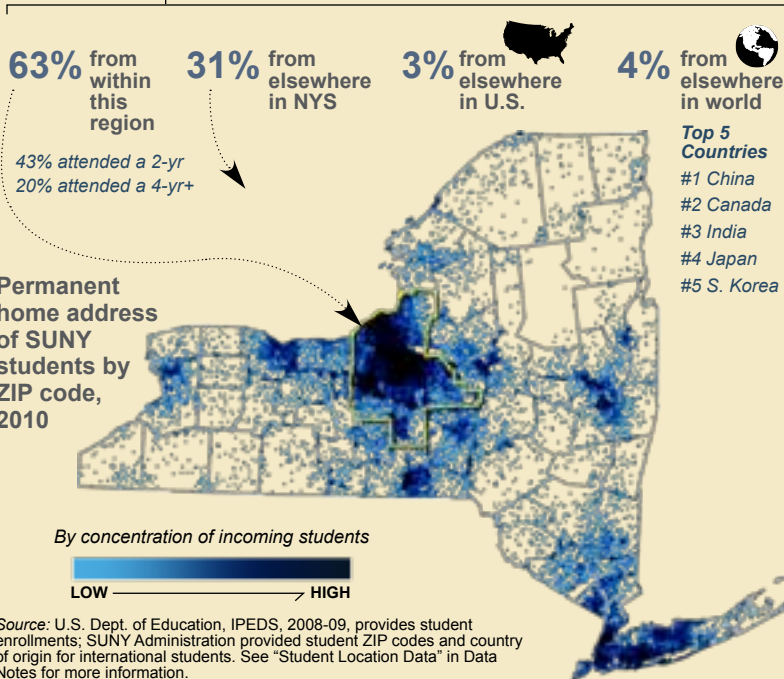 63% from
within
this
region
31% from
elsewhere
in NYS
3% from
elsewhere
in U.S.
4% from
elsewhere
in world
43% attended a 2-yr
20% attended a 4-yr+
Top 5
Countries
#1 China
#2 Canada
#3 India
#4 Japan
#5 S. Korea
Permanent
home address
of SUNY
students by
ZIP code,
2010
By concentration of incoming students
LOW HIGH
Source: U.S. Dept. of Education, IPEDS, 2008-09, provides student
enrollments; SUNY Administration provided student ZIP codes and country
of origin for international students. See “Student Location Data” in Data
Notes for more information.